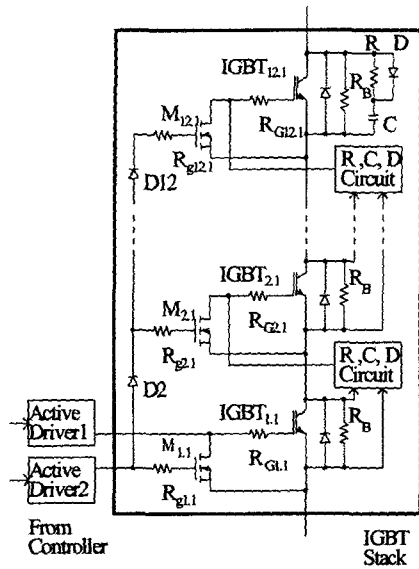 R D
IGBT12.1
M12.1
RB
RG12.1
C
Rg12.1
R ,C, D
Circuit
D12
IGBT2.1
M2.1
RB
RG2.1
Rg2.1
R, C, D
Circuit
D2
IGBT1.1
Active
Driver1
M1.1
RB
Active
Driver2
RG1.1
Rg1.1
From
Controller
IGBT
Stack